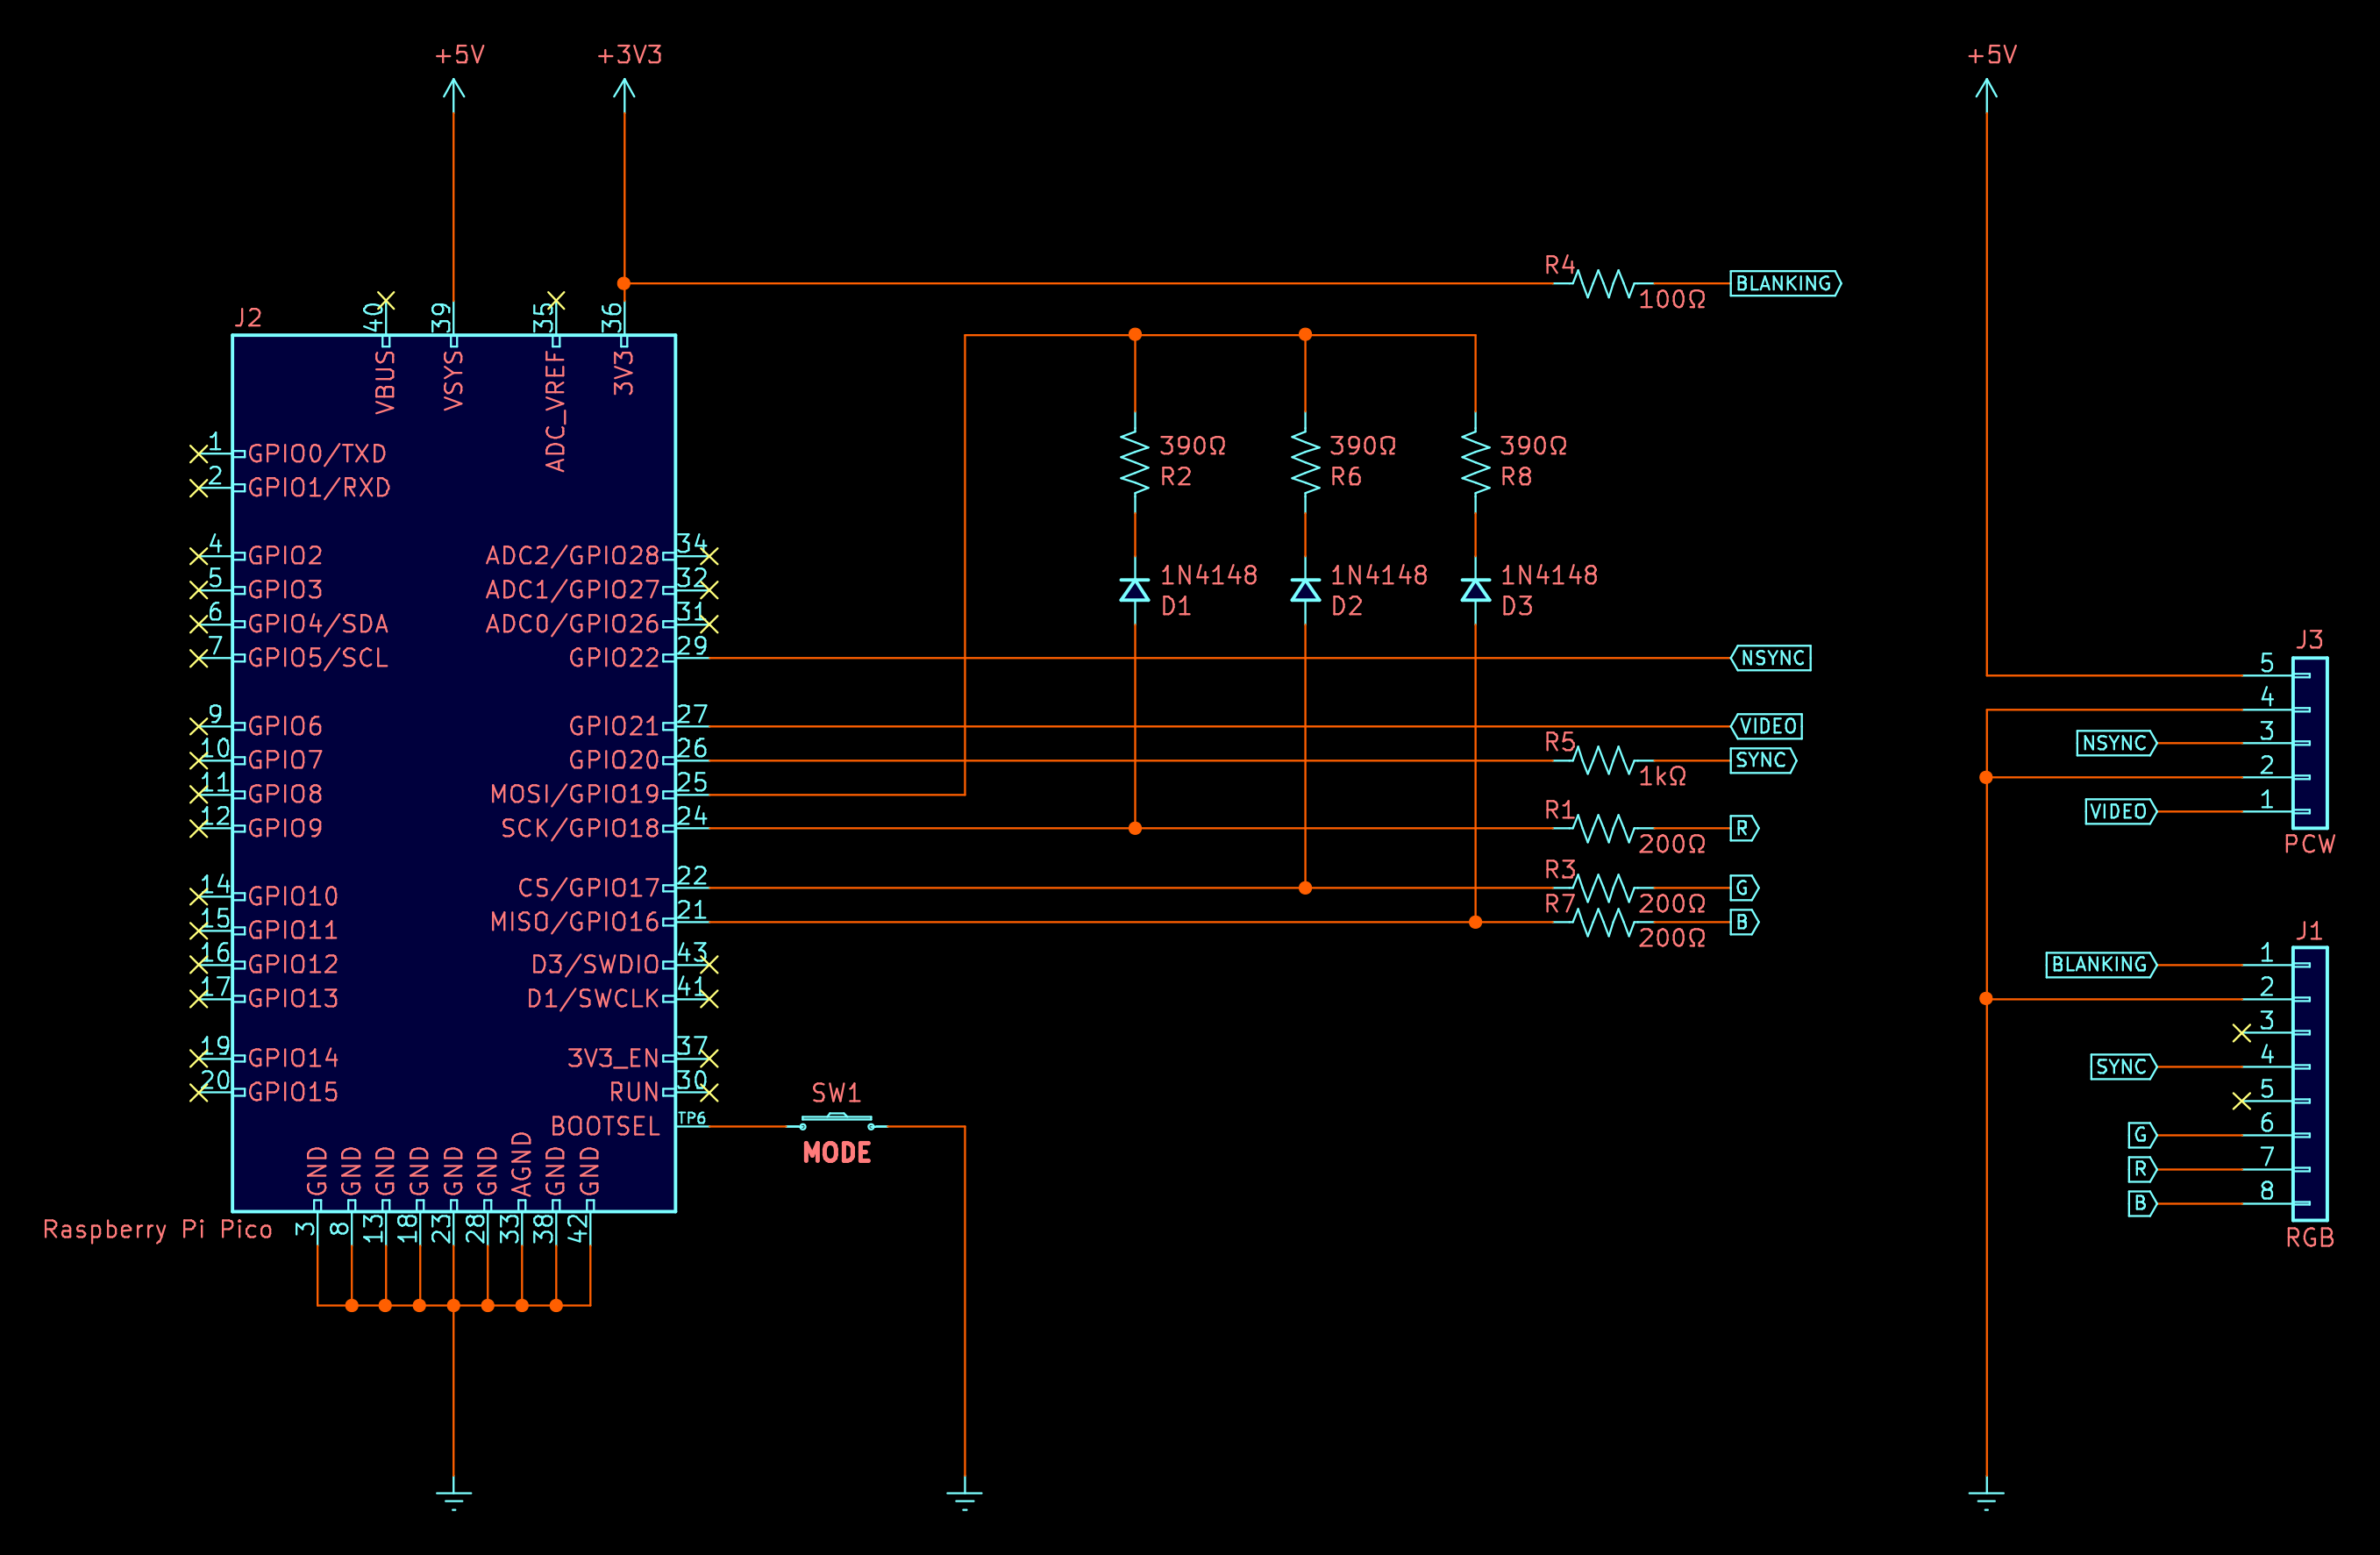 +5V
+3V3
+5V
R4
100Ω
BLANKING
J2
40
39
35
36
VBUS
VSYS
ADC_VREF
3V3
1
GPIO0/TXD
2
GPIO1/RXD
390Ω
R2
390Ω
R6
390Ω
R8
4
GPIO2
ADC2/GPIO28
34
5
GPIO3
ADC1/GPIO27
32
6
GPIO4/SDA
ADC0/GPIO26
31
7
GPIO5/SCL
GPIO22
29
1N4148
D1
1N4148
D2
1N4148
D3
NSYNC
9
GPIO6
GPIO21
27
VIDEO
10
GPIO7
GPIO20
26
R5
1kΩ
SYNC
11
GPIO8
MOSI/GPIO19
25
12
GPIO9
SCK/GPIO18
24
R1
200Ω
R
14
GPIO10
CS/GPIO17
22
R3
200Ω
G
15
GPIO11
MISO/GPIO16
21
R7
200Ω
B
16
GPIO12
D3/SWDIO
43
17
GPIO13
D1/SWCLK
41
19
GPIO14
3V3_EN
37
20
GPIO15
RUN
30
BOOTSEL
TP6
SW1
MODE
GND
GND
GND
GND
GND
GND
AGND
GND
GND
3
8
13
18
23
28
33
38
42
Raspberry Pi Pico
J3
5
4
NSYNC
3
2
VIDEO
1
PCW
J1
BLANKING
1
2
3
SYNC
4
5
G
6
R
7
B
8
RGB